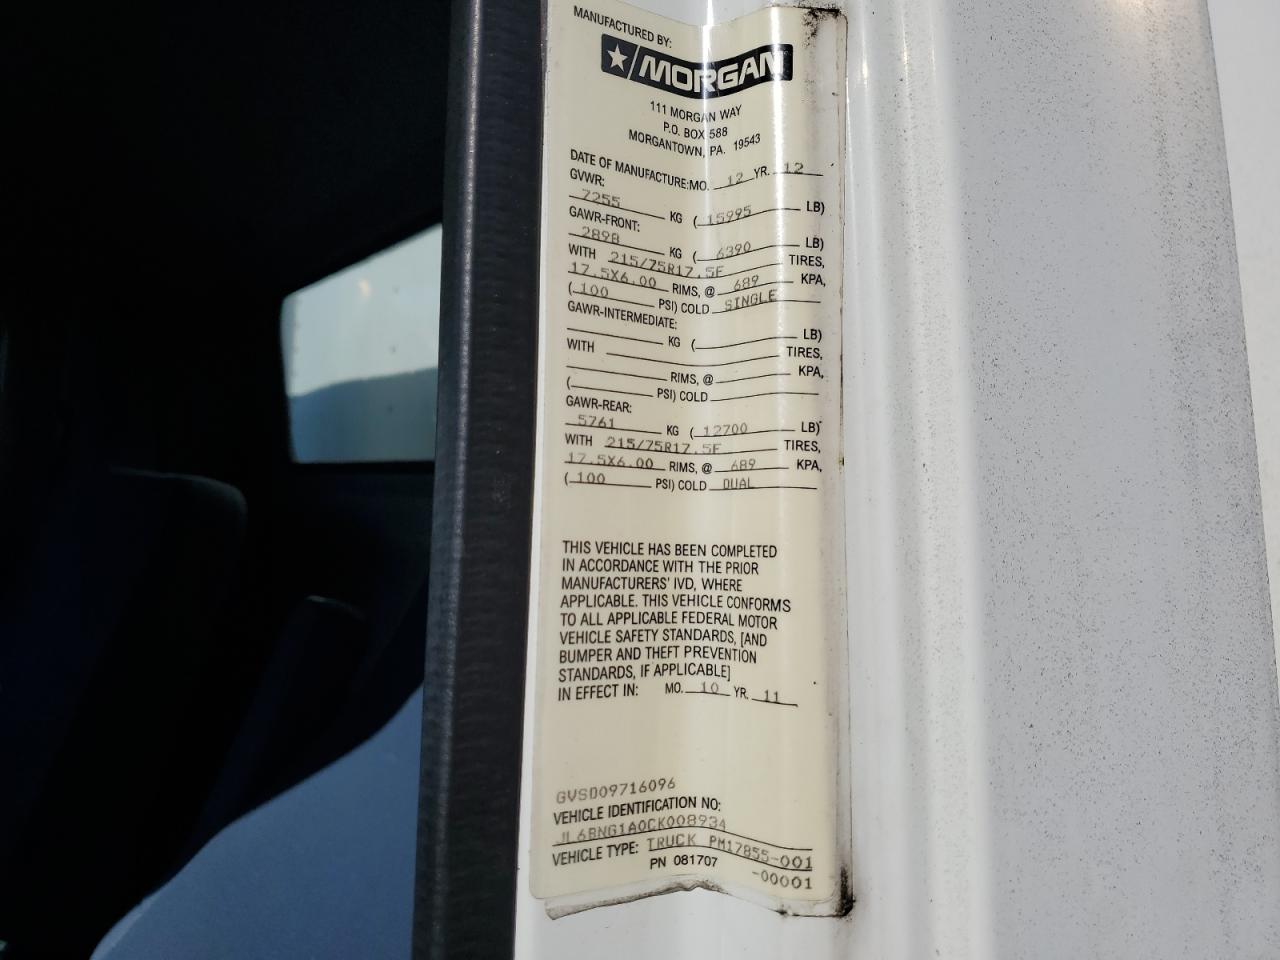 MANUFACTURED BY:
MORGAN
111 MORGAN WAY
P.O. BOX 588
MORGANTOWN, PA. 19543
DATE OF MANUFACTURE: MO. 12 YR. 12
GVWR:
7255 KG (15995 LB)
GAWR-FRONT:
2898 KG ( 6390 LB)
WITH 215/75R17.5F TIRES,
17.5X6.00 RIMS, @ 689 KPA,
(100 PSI) COLD SINGLE
GAWR-INTERMEDIATE:
KG ( LB)
WITH TIRES,
RIMS, @ KPA,
( PSI) COLD
GAWR-REAR:
5761 KG (12700 LB)
WITH 215/75R17.5F TIRES,
17.5X6.00 RIMS, @ 689 KPA,
(100 PSI) COLD DUAL
THIS VEHICLE HAS BEEN COMPLETED
IN ACCORDANCE WITH THE PRIOR
MANUFACTURERS' IVD, WHERE
APPLICABLE. THIS VEHICLE CONFORMS
TO ALL APPLICABLE FEDERAL MOTOR
VEHICLE SAFETY STANDARDS, [AND
BUMPER AND THEFT PREVENTION
STANDARDS, IF APPLICABLE]
IN EFFECT IN: MO. 10 YR. 11
GVSD09716096
VEHICLE IDENTIFICATION NO:
JL6BNG1A0CK008934
VEHICLE TYPE: TRUCK PM17855-001
PN 081707 -00001